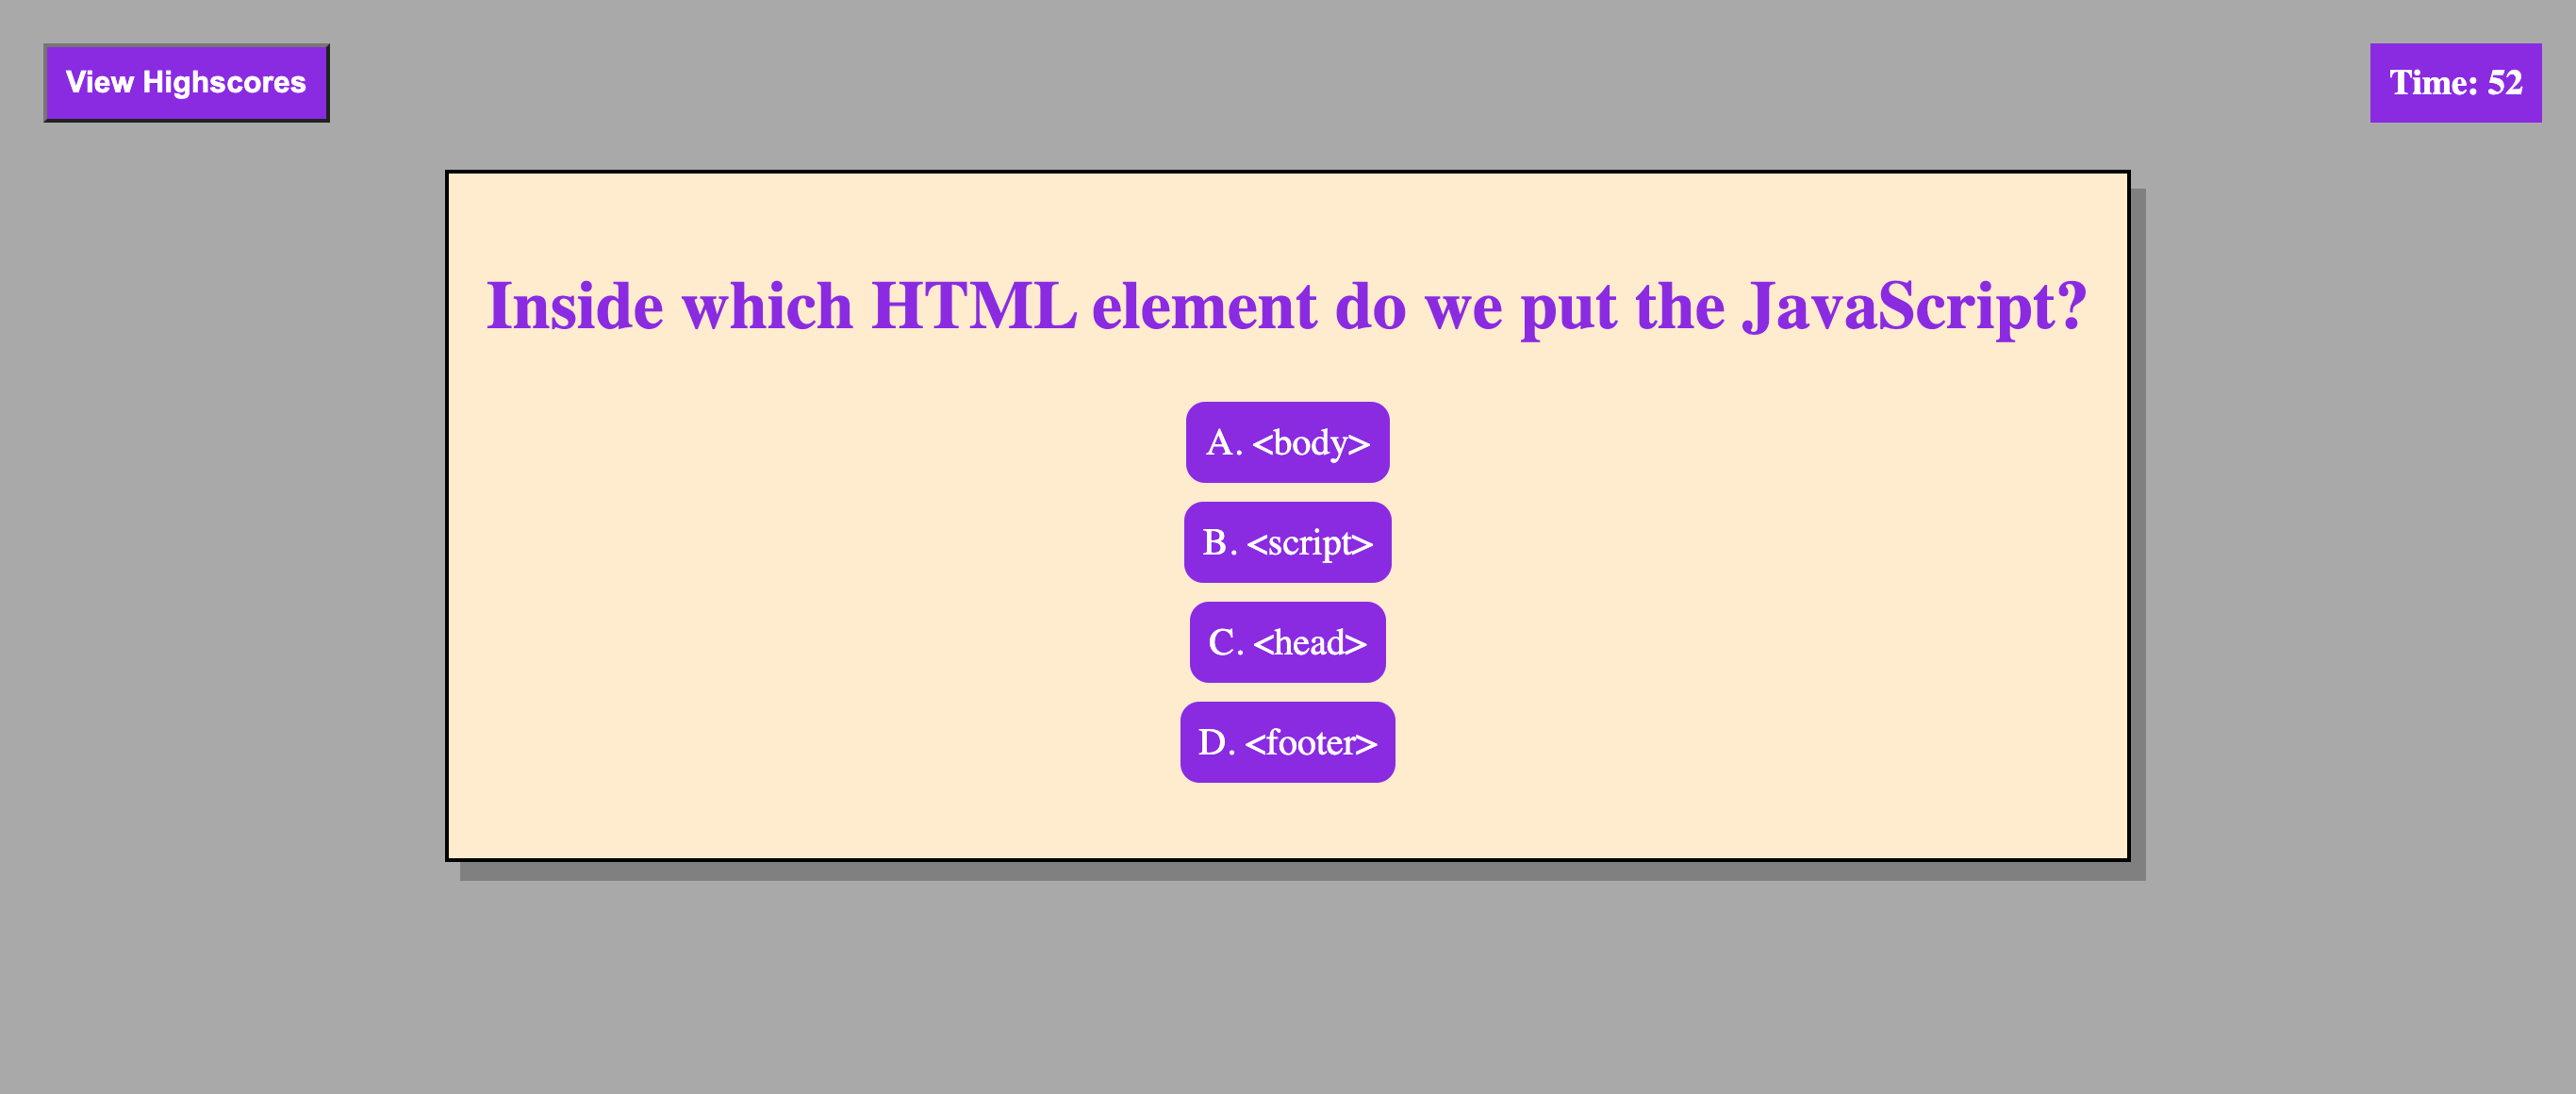 View Highscores
Time: 52
Inside which HTML element do we put the JavaScript?
A. <body>
B. <script>
C. <head>
D. <footer>